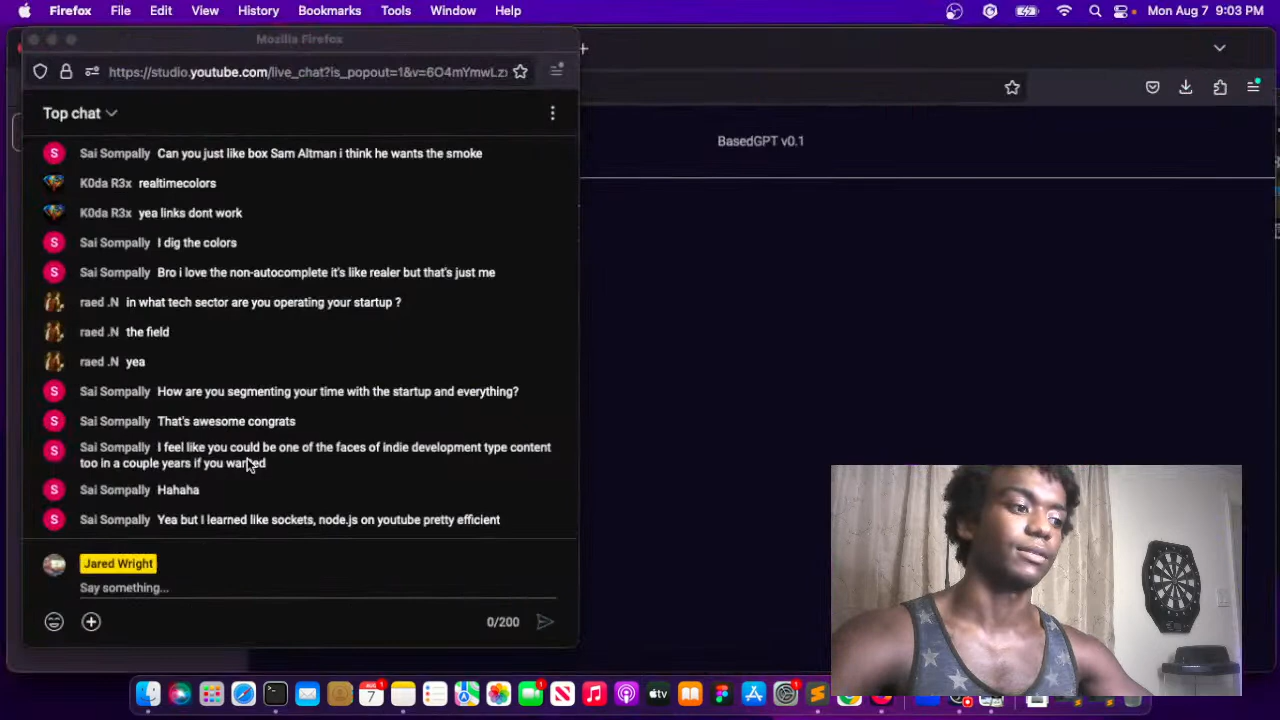 Firefox File Edit View History Bookmarks Tools Window Help Mon Aug 7 9:03 PM
Mozilla Firefox
https://studio.youtube.com/live_chat?is_popout=1&v=6O4mYmwLz
Top chat
BasedGPT v0.1
Sai Sompally Can you just like box Sam Altman i think he wants the smoke
K0da R3x realtimecolors
K0da R3x yea links dont work
S Sai Sompally I dig the colors
S Sai Sompally Bro i love the non-autocomplete it's like realer but that's just me
raed .N in what tech sector are you operating your startup ?
raed .N the field
raed .N yea
S Sai Sompally How are you segmenting your time with the startup and everything?
S Sai Sompally That's awesome congrats
S Sai Sompally I feel like you could be one of the faces of indie development type content
too in a couple years if you wanted
S Sai Sompally Hahaha
S Sai Sompally Yea but I learned like sockets, node.js on youtube pretty efficient
Jared Wright
Say something...
0/200
tv